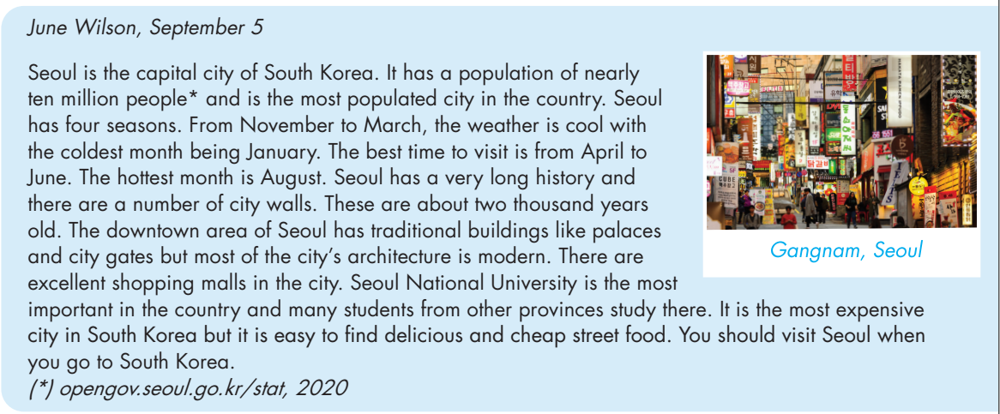 June Wilson, September 5
Seoul is the capital city of South Korea. It has a population of nearly
ten million people* and is the most populated city in the country. Seoul
has four seasons. From November to March, the weather is cool with
the coldest month being January. The best time to visit is from April to
June. The hottest month is August. Seoul has a very long history and
there are a number of city walls. These are about two thousand years
old. The downtown area of Seoul has traditional buildings like palaces
and city gates but most of the city's architecture is modern. There are
excellent shopping malls in the city. Seoul National University is the most
important in the country and many students from other provinces study there. It is the most expensive
city in South Korea but it is easy to find delicious and cheap street food. You should visit Seoul when
you go to South Korea.
(*) opengov.seoul.go.kr/stat, 2020
닭갈비
CUBE
Gangnam, Seoul